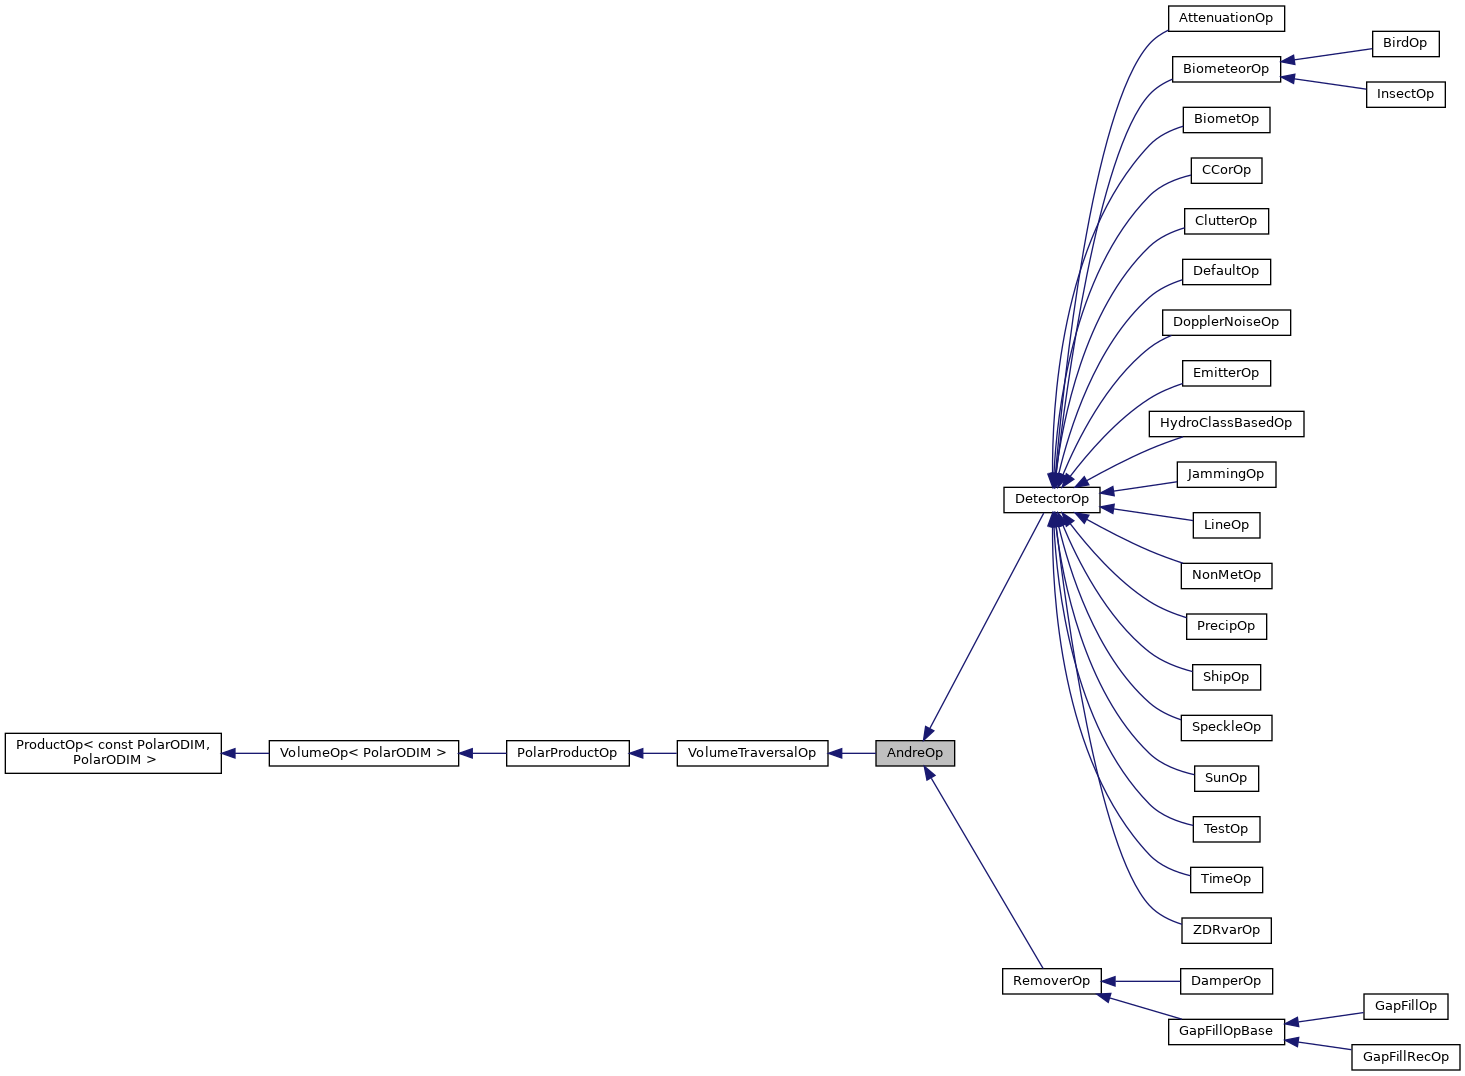 AttenuationOp
BirdOp
BiometeorOp
InsectOp
BiometOp
CCorOp
ClutterOp
DefaultOp
DopplerNoiseOp
EmitterOp
HydroClassBasedOp
JammingOp
DetectorOp
LineOp
NonMetOp
PrecipOp
ShipOp
SpeckleOp
ProductOp< const PolarODIM,
PolarODIM >
VolumeOp< PolarODIM >
PolarProductOp
VolumeTraversalOp
AndreOp
SunOp
TestOp
TimeOp
ZDRvarOp
RemoverOp
DamperOp
GapFillOp
GapFillOpBase
GapFillRecOp